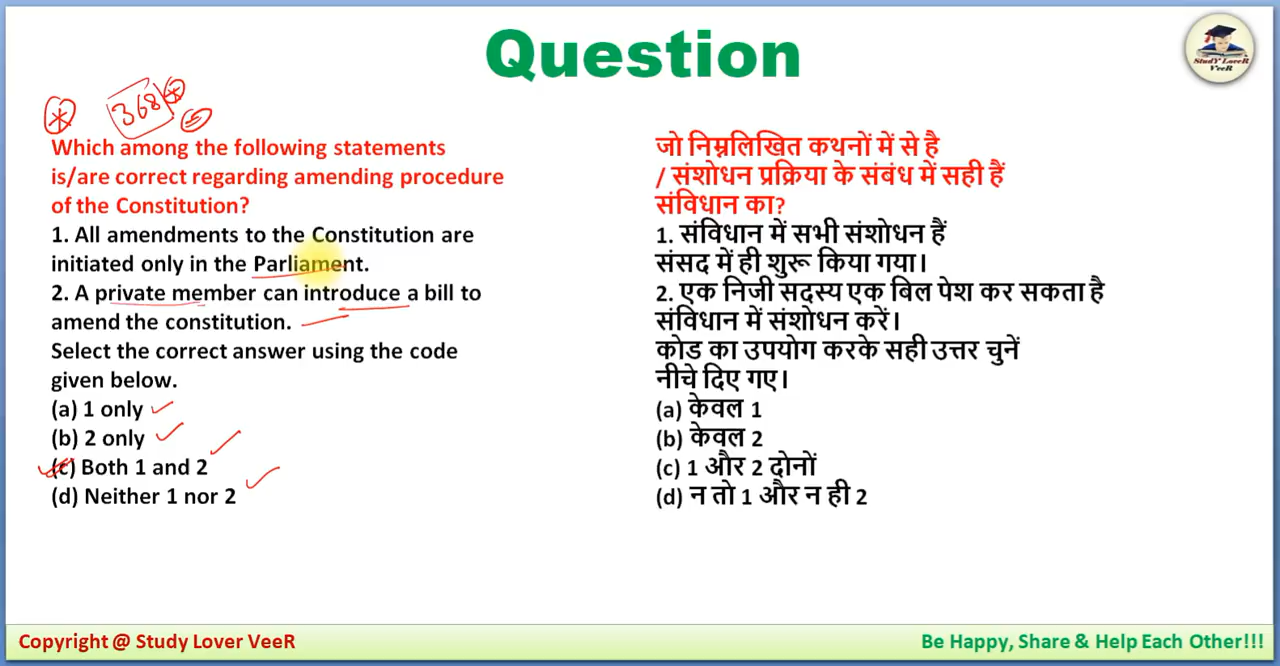 Question
StudY LoveR
VeeR
368
Which among the following statements
is/are correct regarding amending procedure
of the Constitution?
1. All amendments to the Constitution are
initiated only in the Parliament.
2. A private member can introduce a bill to
amend the constitution.
Select the correct answer using the code
given below.
(a) 1 only
(b) 2 only
(c) Both 1 and 2
(d) Neither 1 nor 2
जो निम्नलिखित कथनों में से है
/ संशोधन प्रक्रिया के संबंध में सही हैं
संविधान का?
1. संविधान में सभी संशोधन हैं
संसद में ही शुरू किया गया।
2. एक निजी सदस्य एक बिल पेश कर सकता है
संविधान में संशोधन करें।
कोड का उपयोग करके सही उत्तर चुनें
नीचे दिए गए।
(a) केवल 1
(b) केवल 2
(c) 1 और 2 दोनों
(d) न तो 1 और न ही 2
Copyright @ Study Lover VeeR
Be Happy, Share & Help Each Other!!!